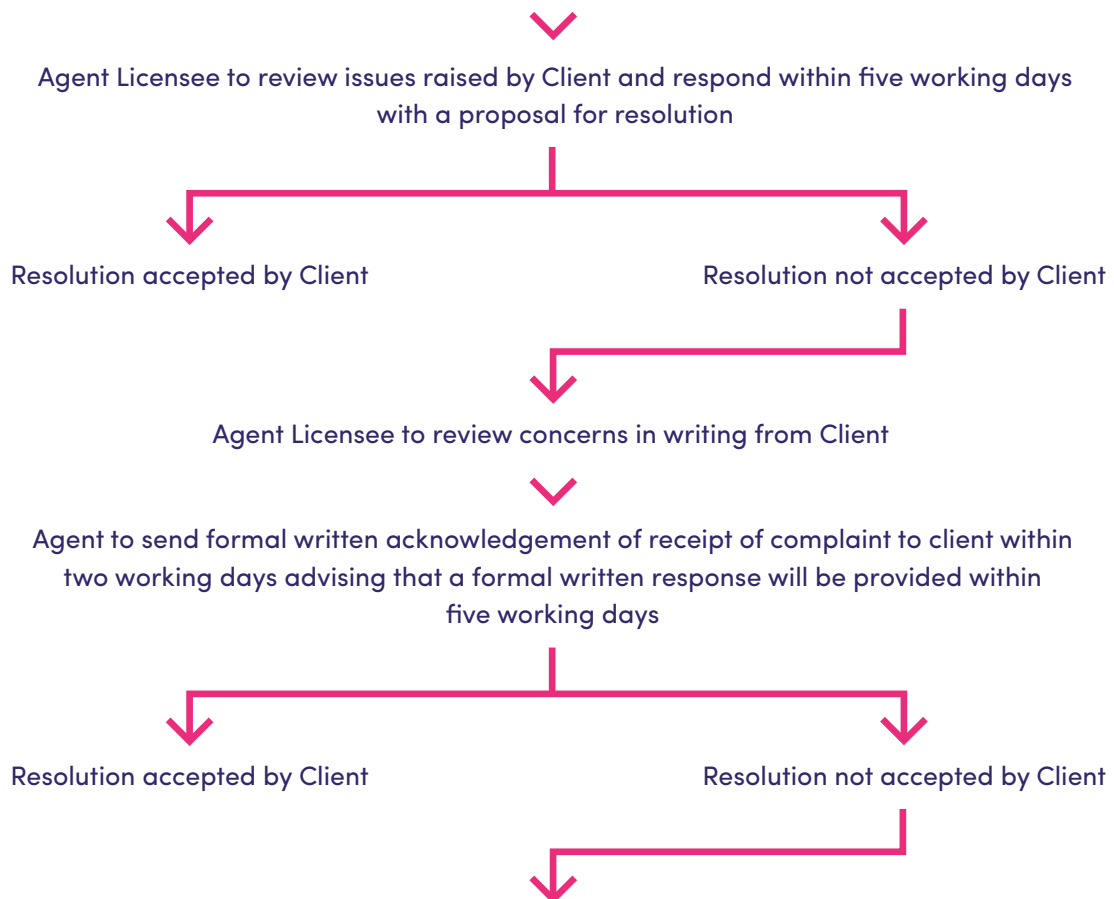 Agent Licensee to review issues raised by Client and respond within five working days
with a proposal for resolution
Resolution accepted by Client
Resolution not accepted by Client
Agent Licensee to review concerns in writing from Client
Agent to send formal written acknowledgement of receipt of complaint to client within
two working days advising that a formal written response will be provided within
five working days
Resolution accepted by Client
Resolution not accepted by Client